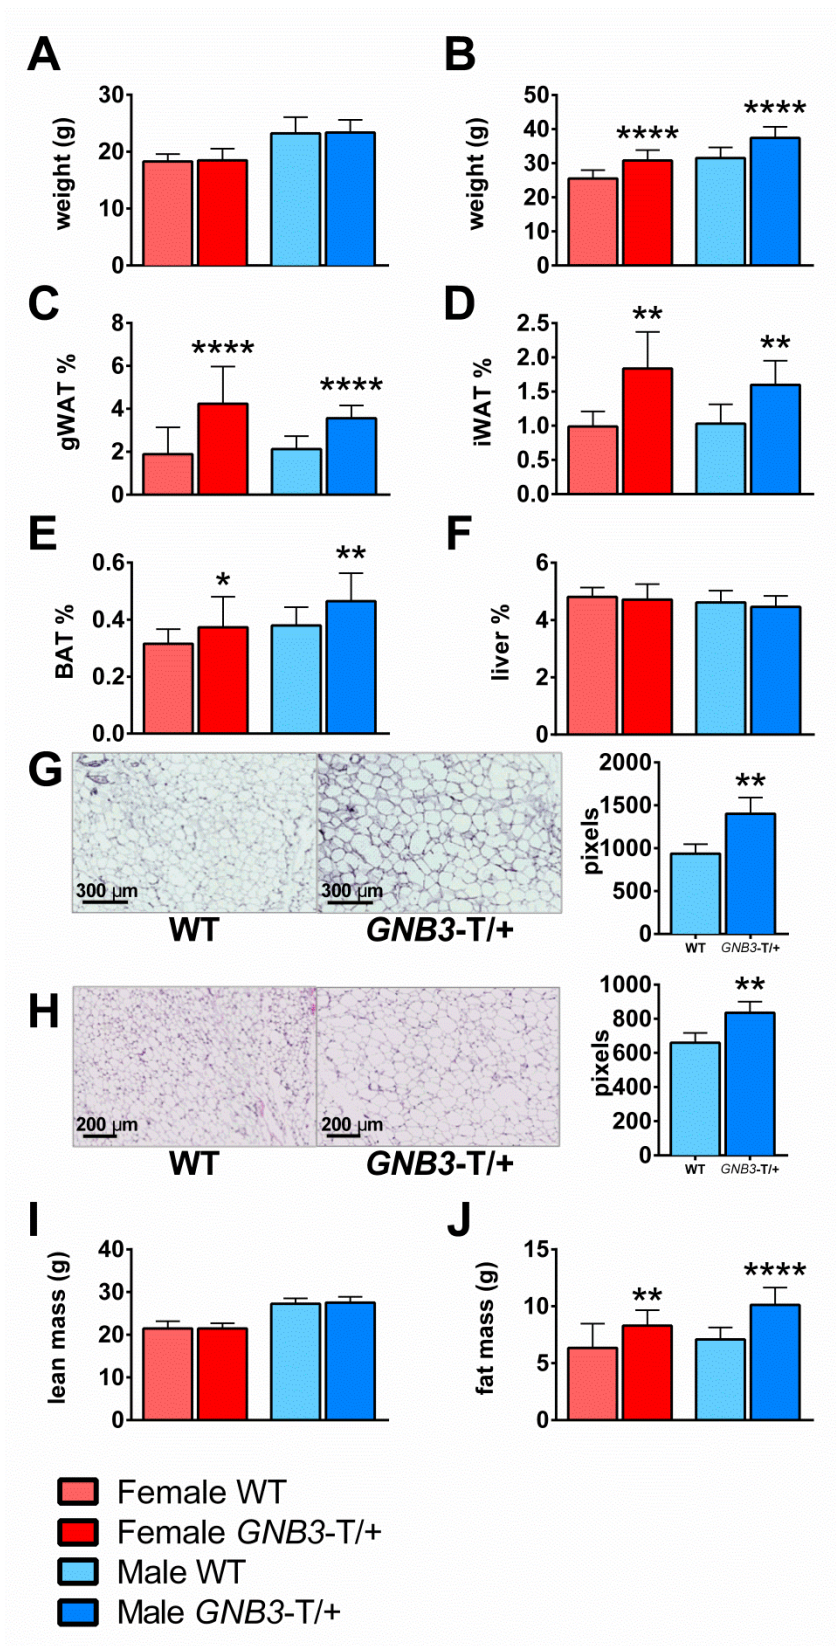 A
weight (g)
30
20
10
0
B
weight (g)
50
40
30
20
10
0
****
****
C
gWAT %
8
6
4
2
0
****
****
D
iWAT %
2.5
2.0
1.5
1.0
0.5
0.0
**
**
E
BAT %
0.6
0.4
0.2
0.0
*
**
F
liver %
6
4
2
0
G
300 µm
300 µm
WT
GNB3-T/+
pixels
2000
1500
1000
500
0
**
WT
GNB3-T/+
H
200 µm
200 µm
WT
GNB3-T/+
pixels
1000
800
600
400
200
0
**
WT
GNB3-T/+
I
lean mass (g)
40
30
20
10
0
J
fat mass (g)
15
10
5
0
**
****
Female WT
Female GNB3-T/+
Male WT
Male GNB3-T/+